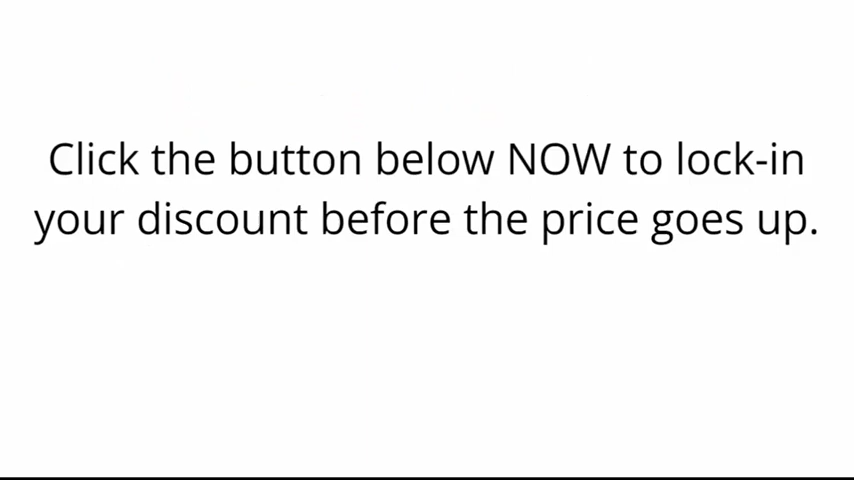 Click the button below NOW to lock-in
your discount before the price goes up.